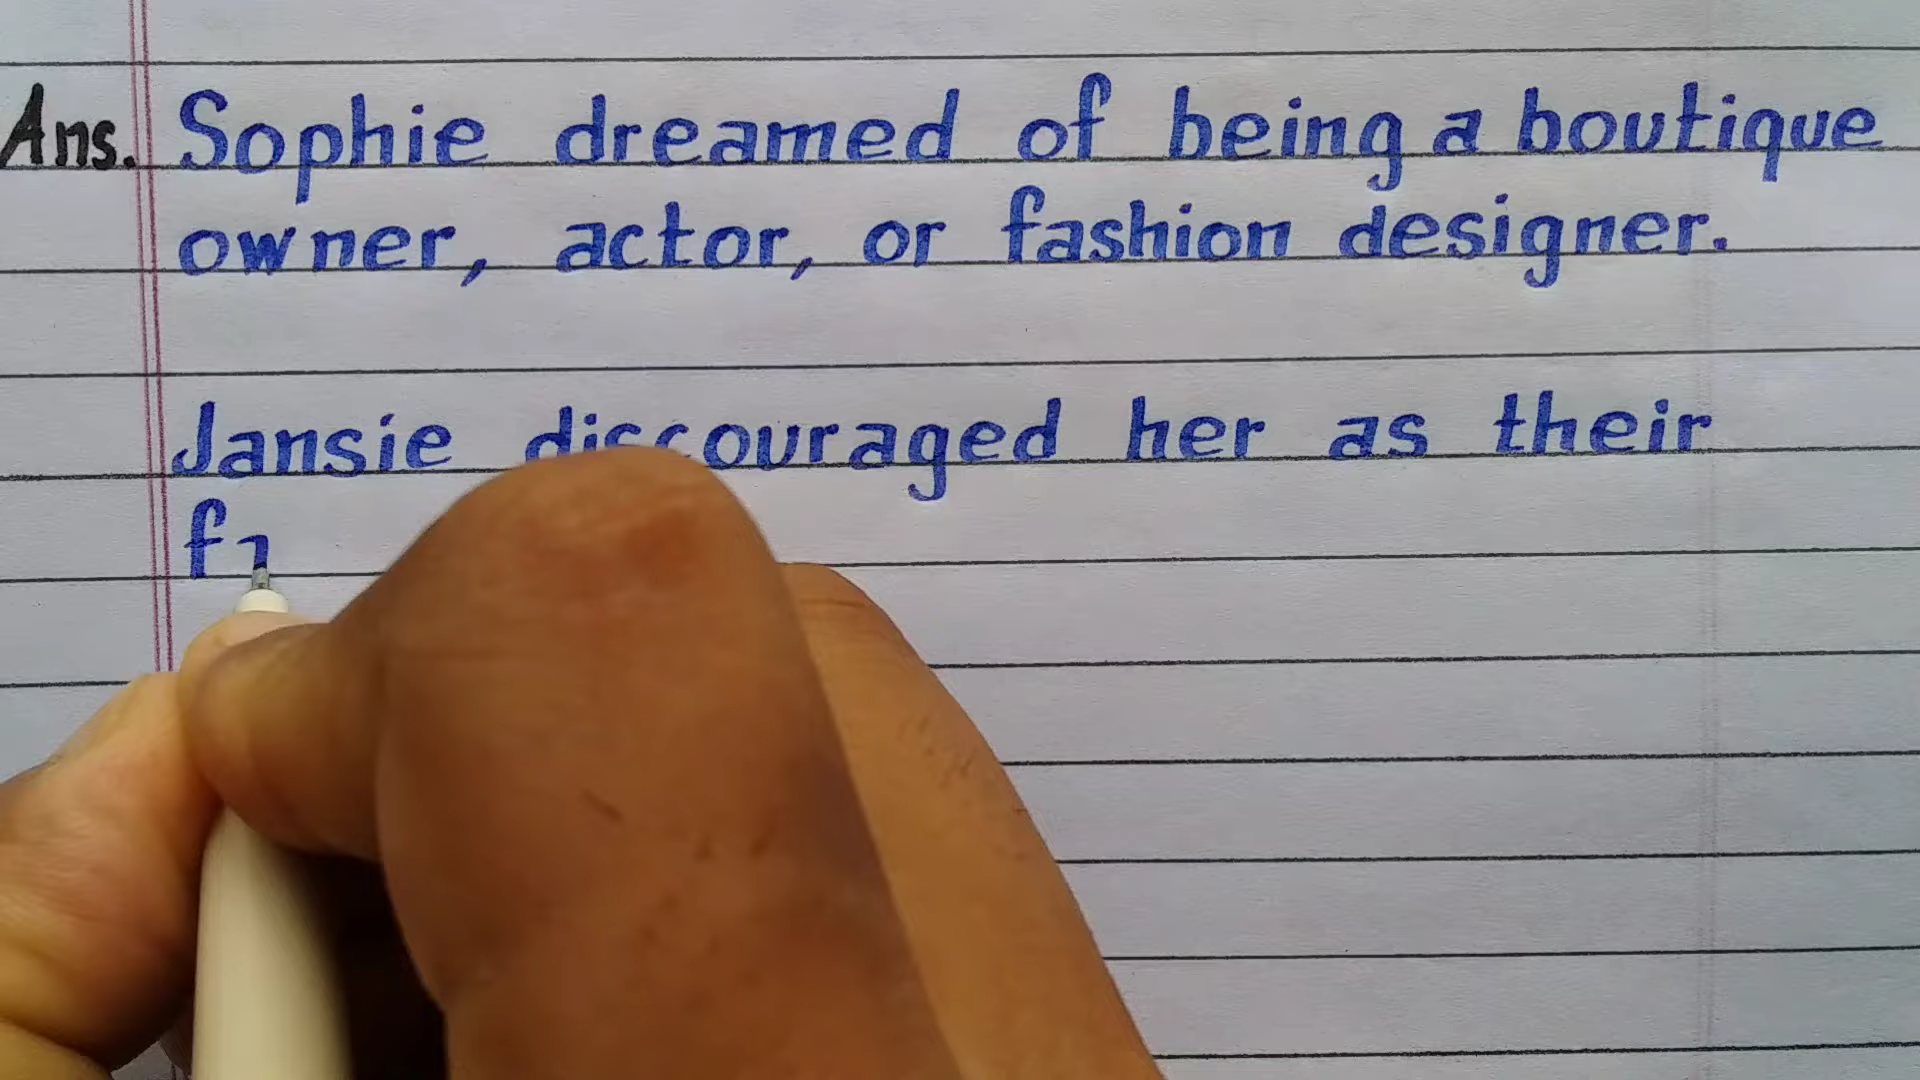 Ans. Sophie dreamed of being a boutique
owner, actor, or fashion designer.
Jansie discouraged her as their